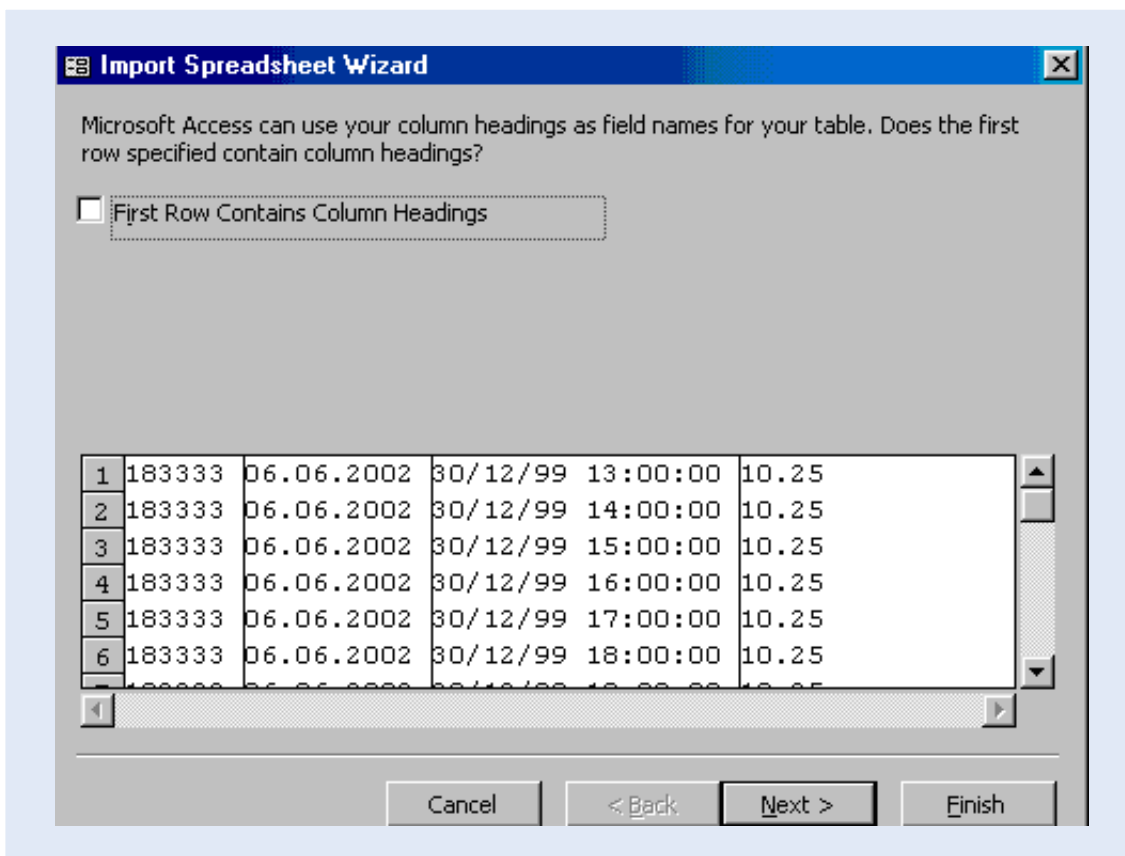 Import Spreadsheet Wizard
Microsoft Access can use your column headings as field names for your table. Does the first
row specified contain column headings?
First Row Contains Column Headings
1 183333 06.06.2002 30/12/99 13:00:00 10.25
2 183333 06.06.2002 30/12/99 14:00:00 10.25
3 183333 06.06.2002 30/12/99 15:00:00 10.25
4 183333 06.06.2002 30/12/99 16:00:00 10.25
5 183333 06.06.2002 30/12/99 17:00:00 10.25
6 183333 06.06.2002 30/12/99 18:00:00 10.25
Cancel < Back Next > Finish